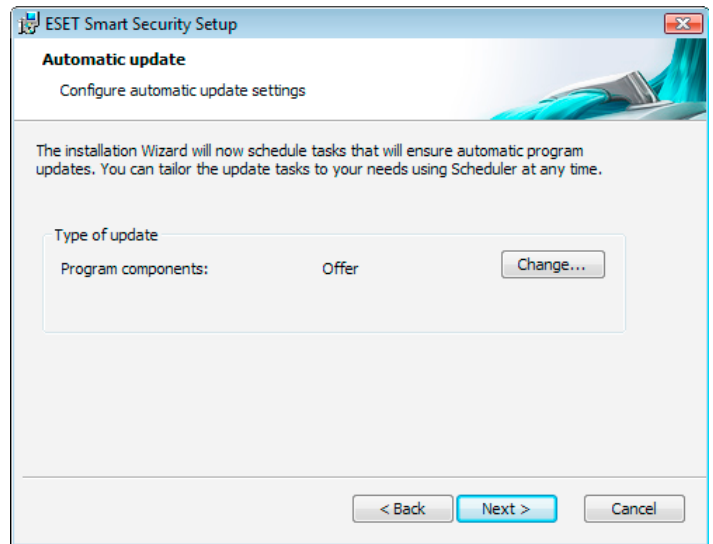 ESET Smart Security Setup
Automatic update
Configure automatic update settings
The installation Wizard will now schedule tasks that will ensure automatic program
updates. You can tailor the update tasks to your needs using Scheduler at any time.
Type of update
Program components: Offer Change...
< Back Next > Cancel